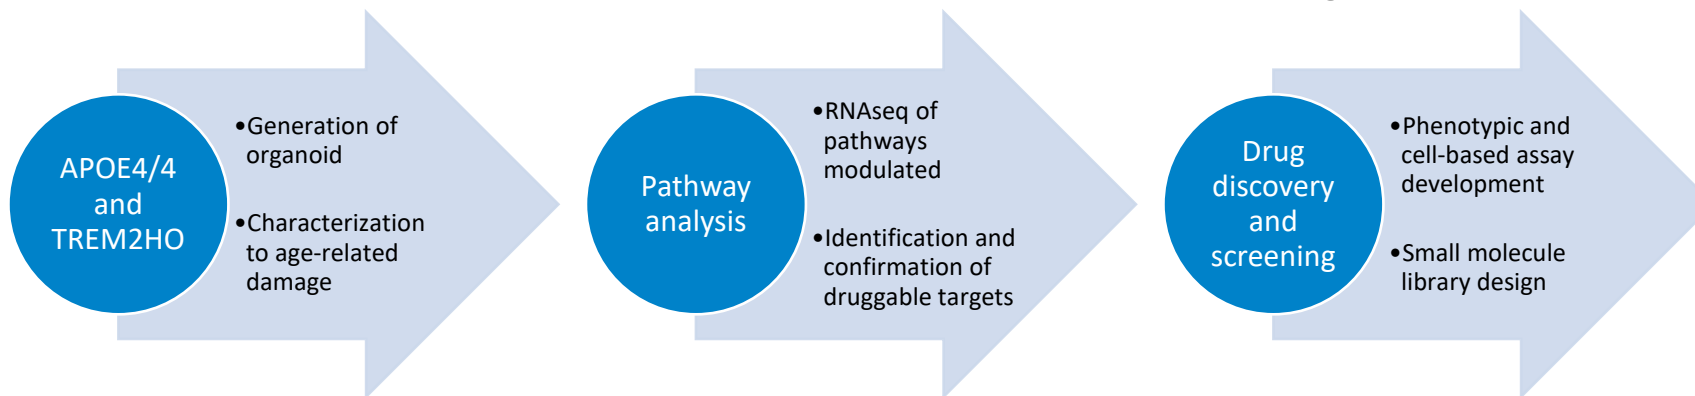 APOE4/4
and
TREM2HO
•Generation of
organoid
•Characterization
to age-related
damage
Pathway
analysis
•RNAseq of
pathways
modulated
•Identification and
confirmation of
druggable targets
Drug
discovery
and
screening
•Phenotypic and
cell-based assay
development
•Small molecule
library design